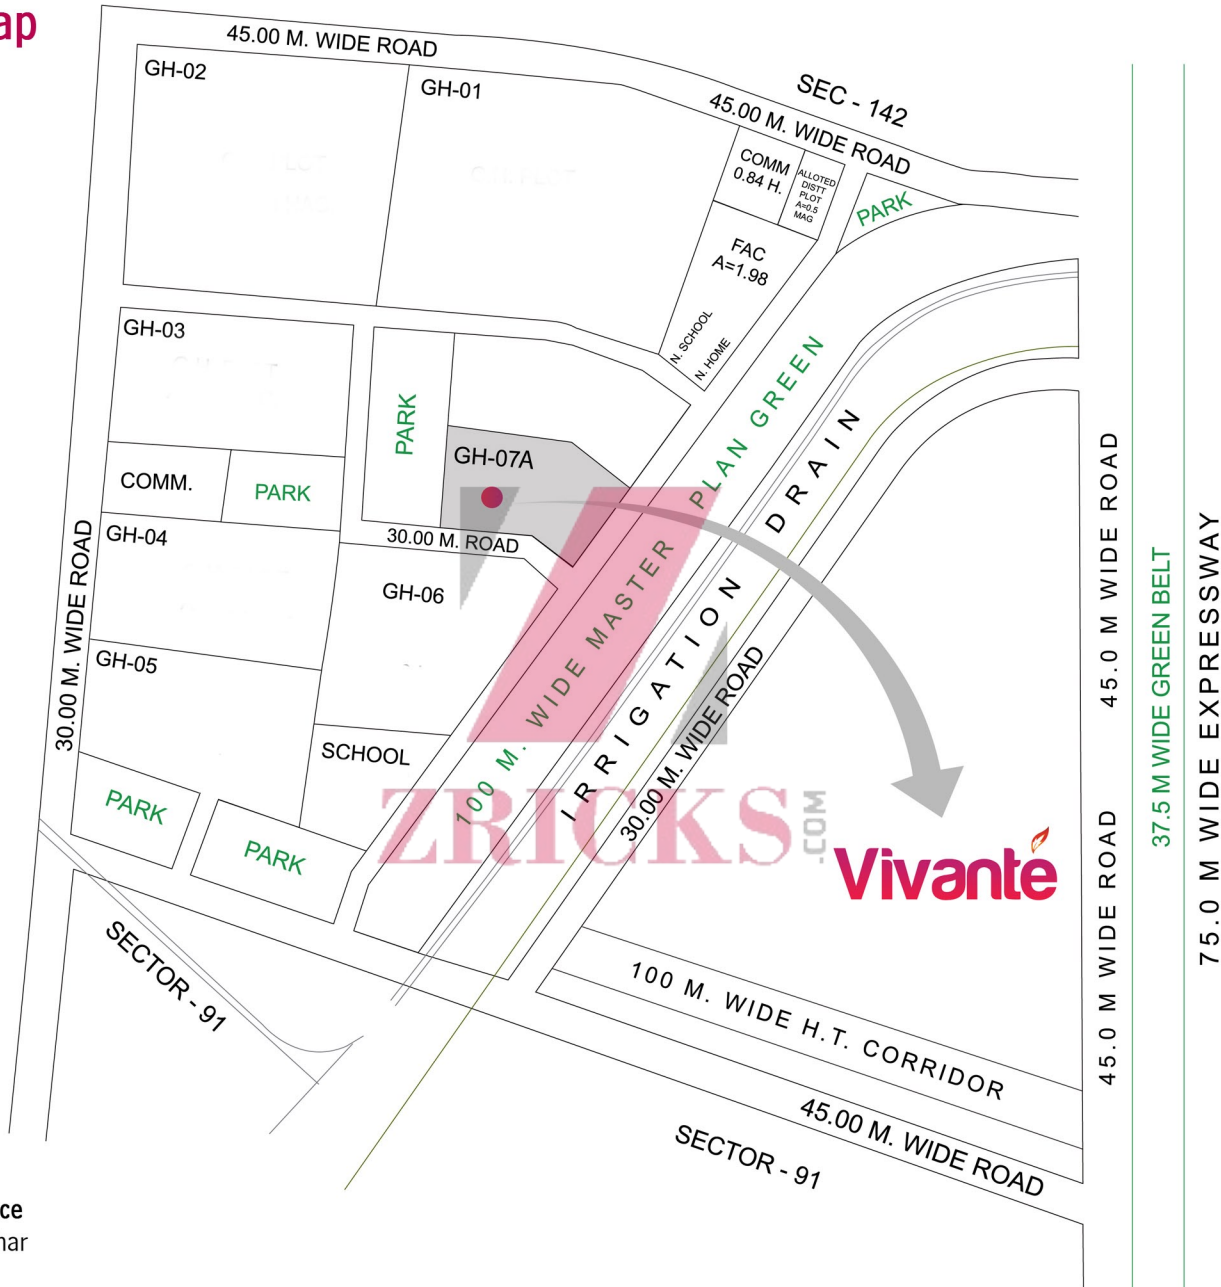 ap
45.00 M. WIDE ROAD
GH-02
GH-01
SEC - 142
45.00 M. WIDE ROAD
COMM
0.84 H.
ALLOTED
DISTT
PLOT
A=0.5
MAG
PARK
FAC
A=1.98
N. SCHOOL
N. HOME
GH-03
PARK
GH-07A
COMM.
PARK
GH-04
30.00 M. ROAD
GH-06
GH-05
30.00 M. WIDE ROAD
SCHOOL
PARK
PARK
100 M. WIDE MASTER PLAN GREEN
IRRIGATION DRAIN
30.00 M. WIDE ROAD
ZRICKS.COM
Vivanté
45.0 M WIDE ROAD
45.0 M WIDE ROAD
37.5 M WIDE GREEN BELT
75.0 M WIDE EXPRESSWAY
SECTOR - 91
100 M. WIDE H.T. CORRIDOR
45.00 M. WIDE ROAD
SECTOR - 91
ce
nar